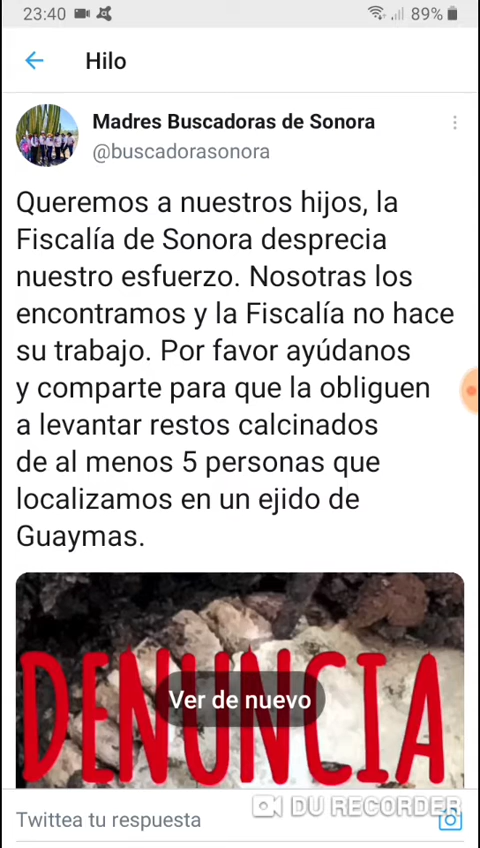 23:40 89%
Hilo
Madres Buscadoras de Sonora
@buscadorasonora
Queremos a nuestros hijos, la
Fiscalía de Sonora desprecia
nuestro esfuerzo. Nosotras los
encontramos y la Fiscalía no hace
su trabajo. Por favor ayúdanos
y comparte para que la obliguen
a levantar restos calcinados
de al menos 5 personas que
localizamos en un ejido de
Guaymas.
DENUNCIA
Ver de nuevo
DU RECORDER
Twittea tu respuesta